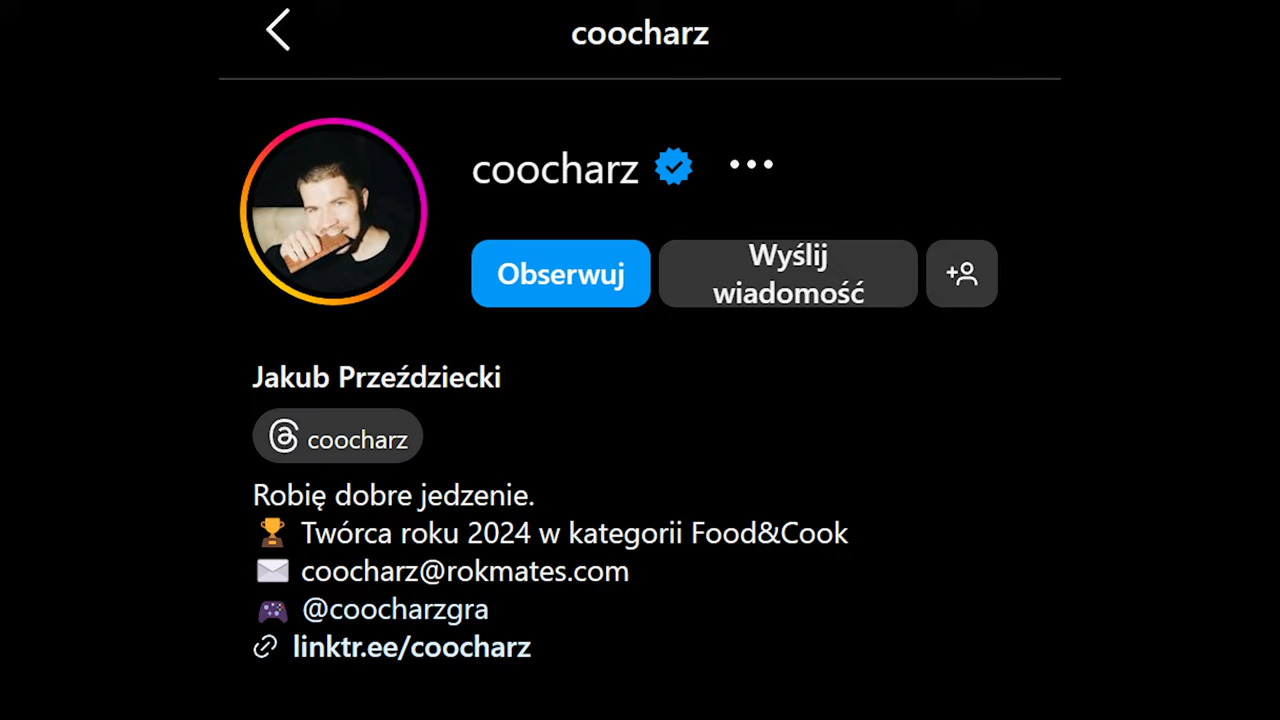 coocharz
coocharz
Obserwuj
Wyślij
wiadomość
Jakub Przeździecki
coocharz
Robię dobre jedzenie.
🏆 Twórca roku 2024 w kategorii Food&Cook
✉️ coocharz@rokmates.com
🎮 @coocharzgra
linktr.ee/coocharz